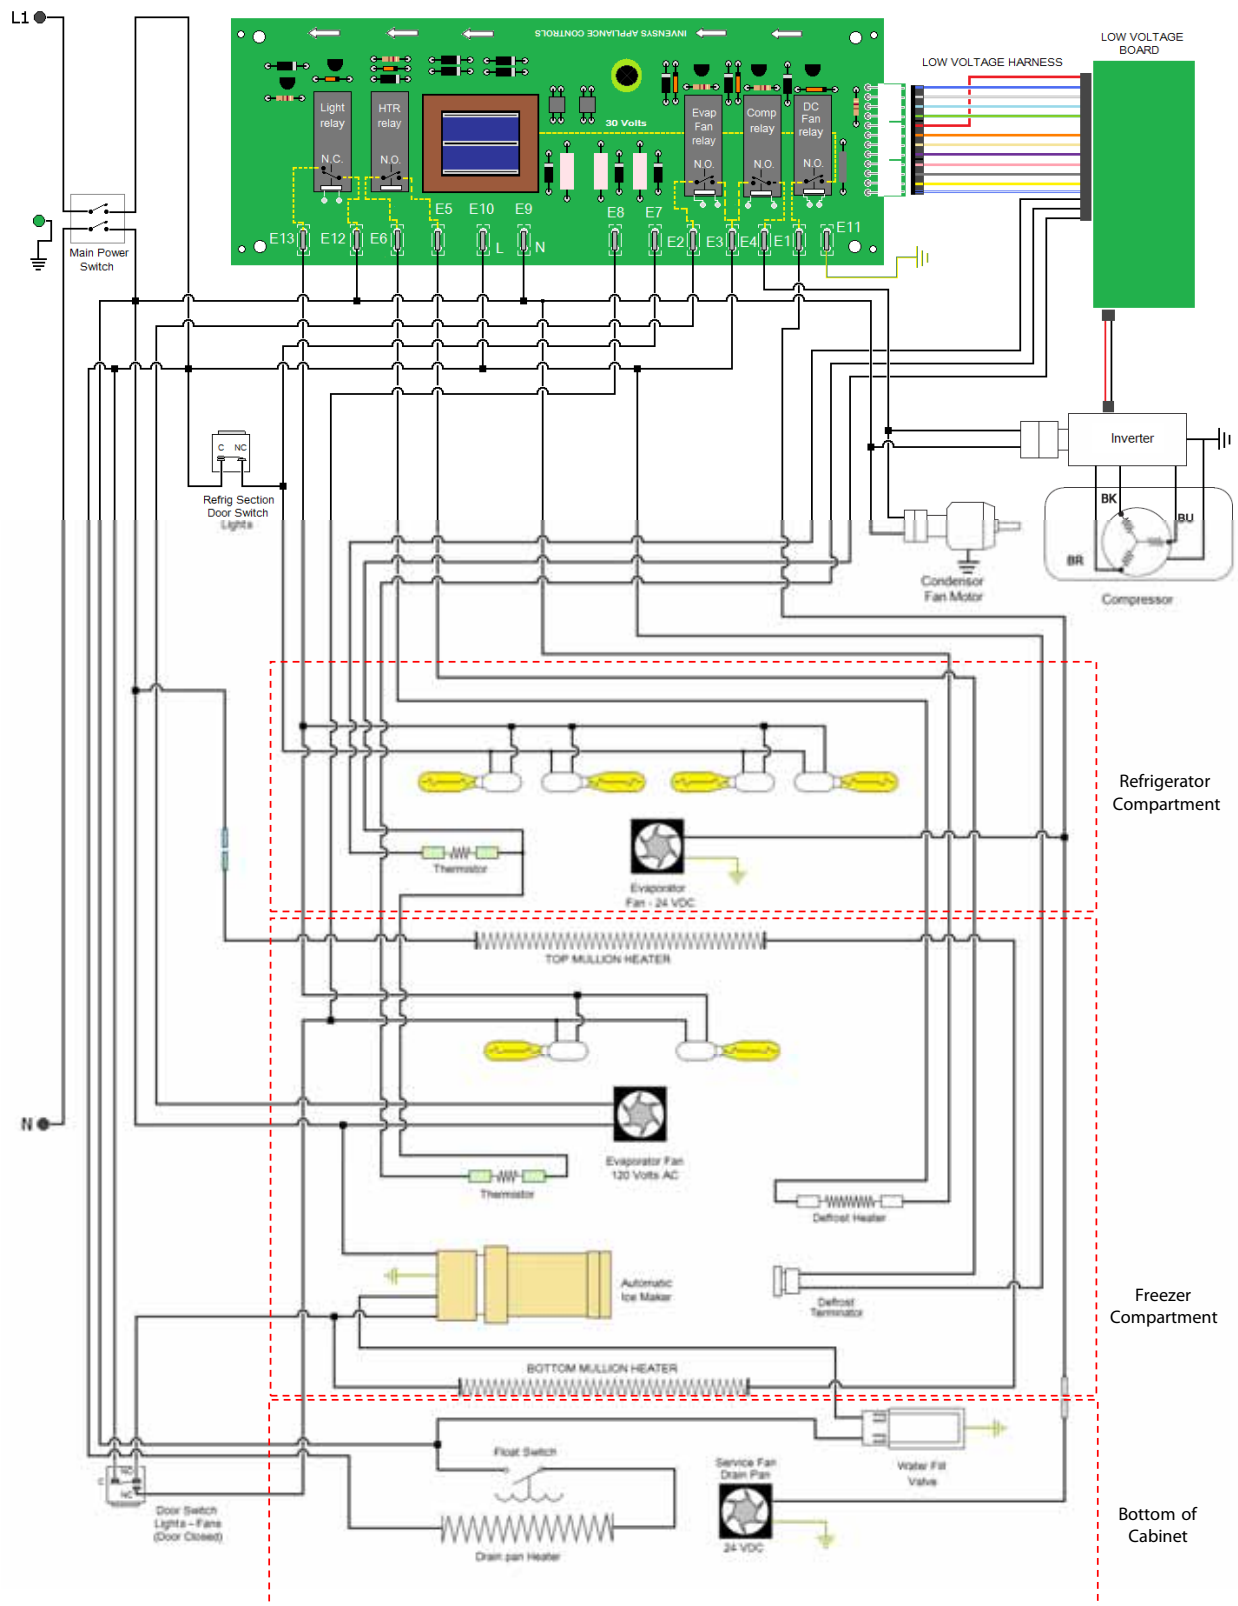 L1
INVENSYS APPLIANCE CONTROLS
LOW VOLTAGE
BOARD
LOW VOLTAGE HARNESS
Light
relay
N.C.
HTR
relay
N.O.
30 Volts
Evap
Fan
relay
N.O.
Comp
relay
N.O.
DC
Fan
relay
N.O.
E13
E12
E6
E5
E10
E9
L
N
E8
E7
E2
E3
E4
E1
E11
Main Power
Switch
C NC
Refrig Section
Door Switch
Lights
Inverter
BK
BU
BR
Compressor
Condensor
Fan Motor
Refrigerator
Compartment
Thermistor
Evaporator
Fan - 24 VDC
TOP MULLION HEATER
N
Evaporator Fan
120 Volts AC
Thermistor
Defrost Heater
Automatic
Ice Maker
Defrost
Terminator
Freezer
Compartment
BOTTOM MULLION HEATER
Float Switch
Service Fan
Drain Pan
24 VDC
Water Fill
Valve
C
NO
NC
Door Switch
Lights - Fans
(Door Closed)
Drain pan Heater
Bottom of
Cabinet